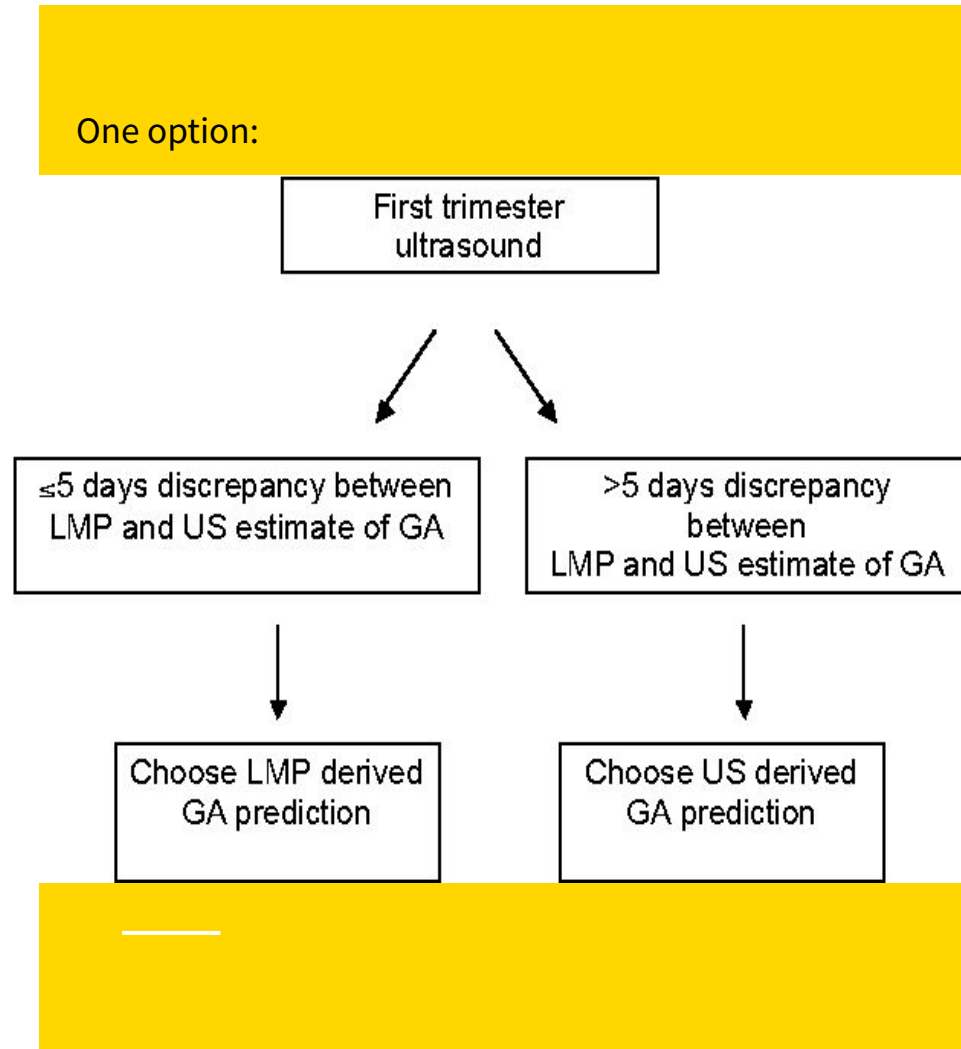 One option:
First trimester
ultrasound
≤5 days discrepancy between
LMP and US estimate of GA
>5 days discrepancy
between
LMP and US estimate of GA
Choose LMP derived
GA prediction
Choose US derived
GA prediction